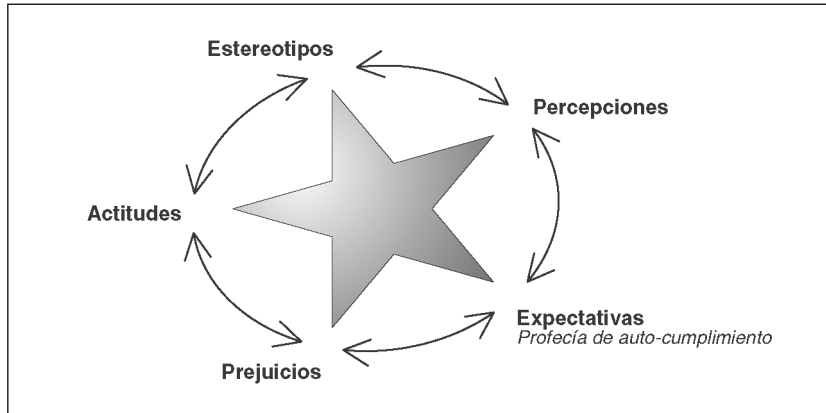 Estereotipos
Percepciones
Actitudes
Expectativas
Profecía de auto-cumplimiento
Prejuicios